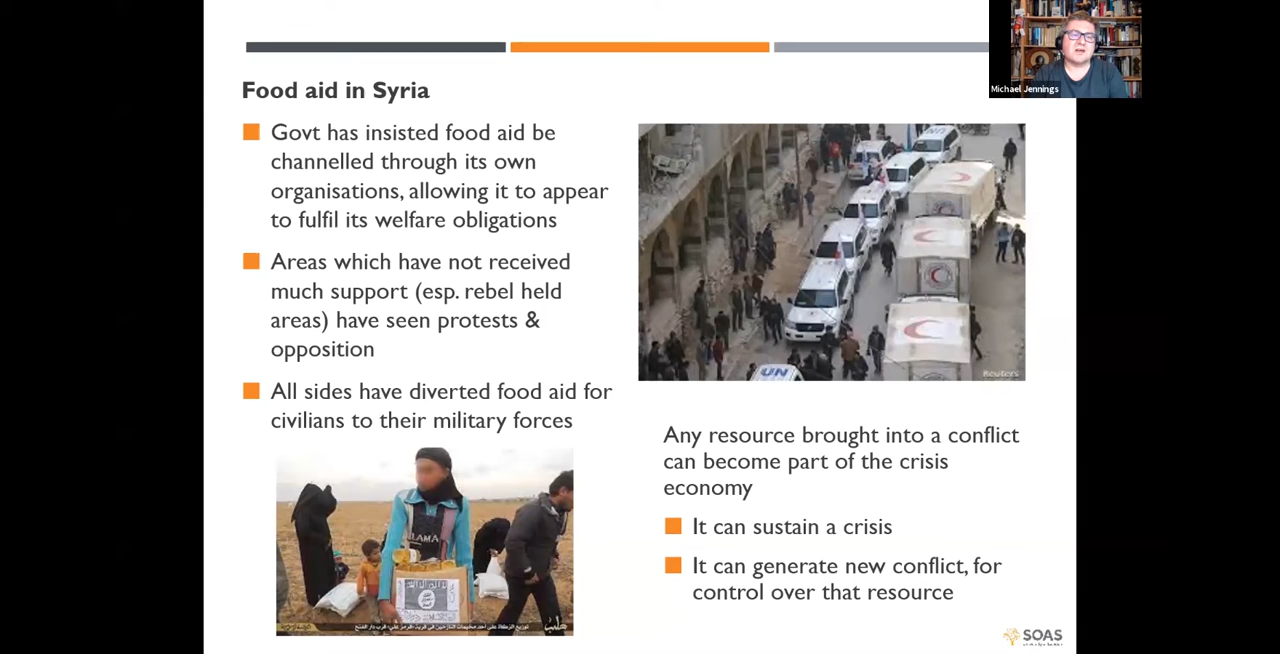 Michael Jennings
Food aid in Syria
Govt has insisted food aid be
channelled through its own
organisations, allowing it to appear
to fulfil its welfare obligations
Areas which have not received
much support (esp. rebel held
areas) have seen protests &
opposition
All sides have diverted food aid for
civilians to their military forces
UN
UN
Reuters
Any resource brought into a conflict
can become part of the crisis
economy
It can sustain a crisis
It can generate new conflict, for
control over that resource
SOAS